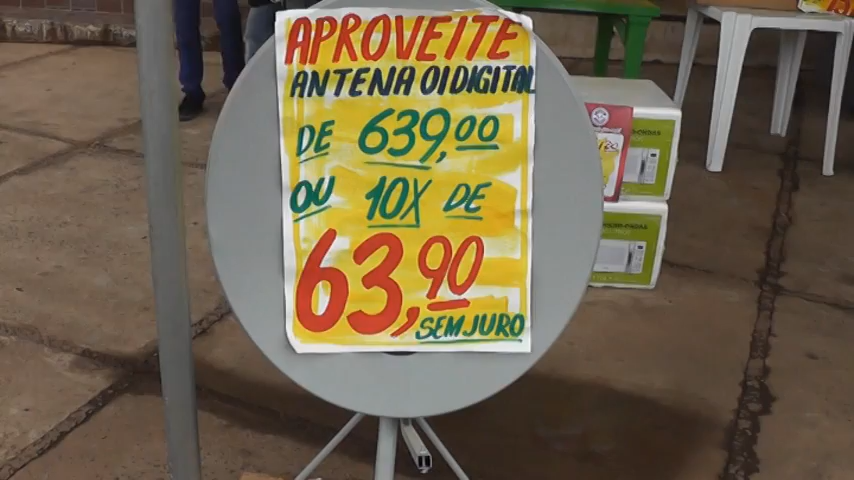 APROVEITE
ANTENA OI DIGITAL
DE 639,00
OU 10X DE
63,90
SEM JURO